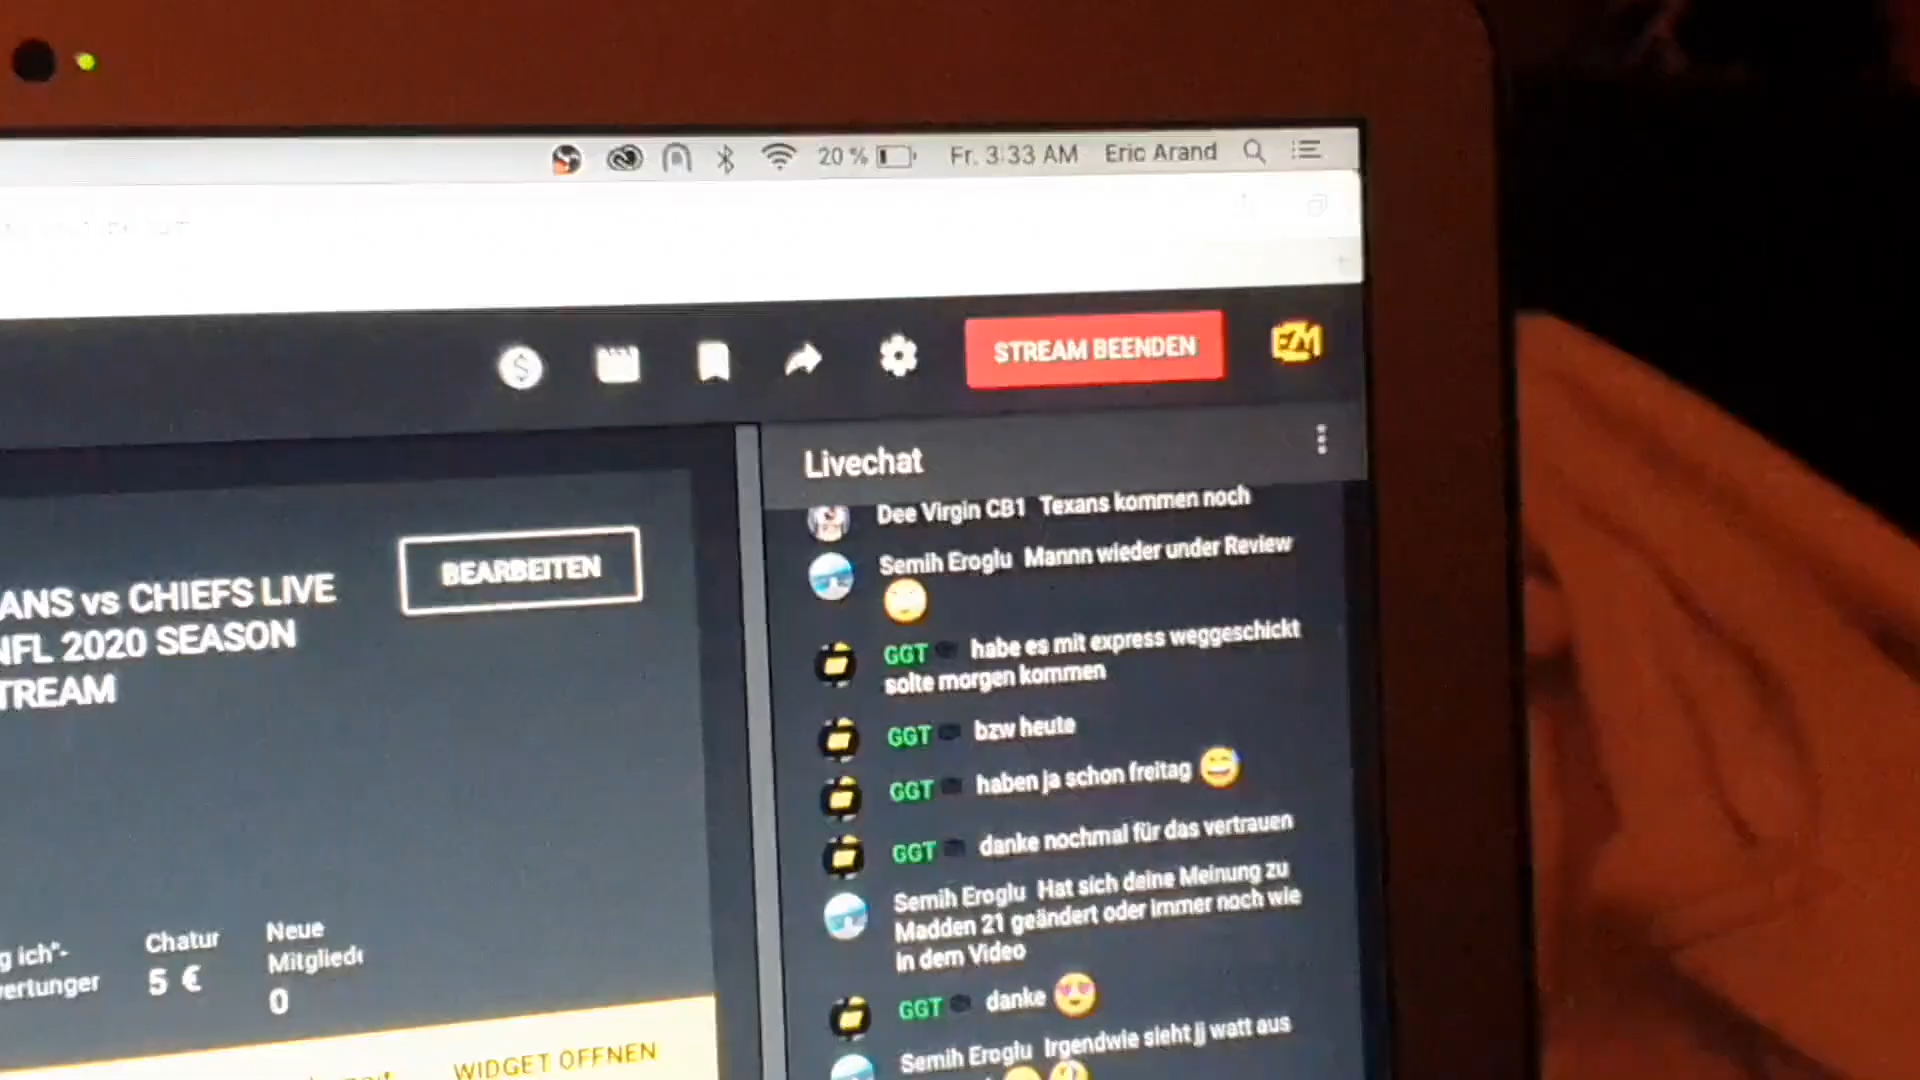 20 % Fr. 3:33 AM Eric Arand
STREAM BEENDEN
EZM
Livechat
Dee Virgin CB1 Texans kommen noch
Semih Eroglu Mannn wieder under Review
GGT habe es mit express weggeschickt
solte morgen kommen
GGT bzw heute
GGT haben ja schon freitag
GGT danke nochmal für das vertrauen
Semih Eroglu Hat sich deine Meinung zu
Madden 21 geändert oder immer noch wie
in dem Video
GGT danke
Semih Eroglu Irgendwie sieht jj watt aus
BEARBEITEN
ANS vs CHIEFS LIVE
NFL 2020 SEASON
TREAM
g ich"-
wertunger
Chatur
5 €
Neue
Mitglied
0
WIDGET ÖFFNEN